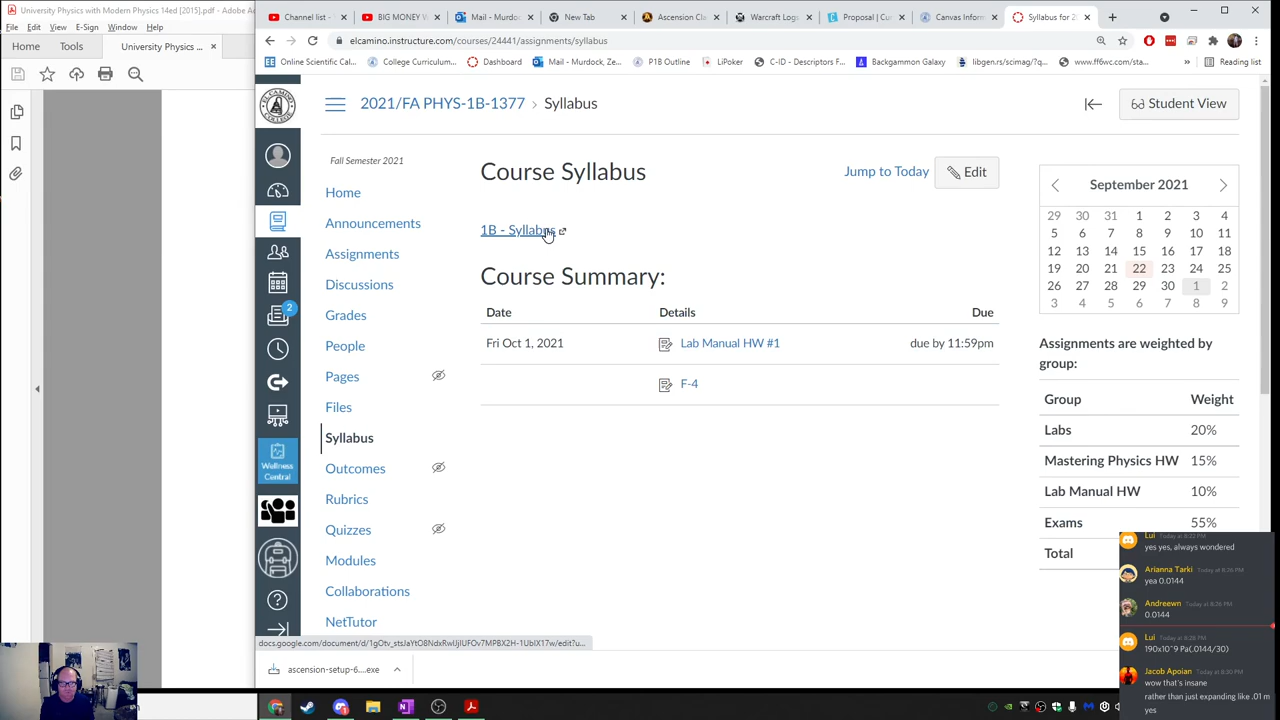 University Physics with Modern Physics 14ed [2015].pdf - Adobe A
File Edit View E-Sign Window Help
Home Tools University Physics ...
Channel list -
BIG MONEY W
Mail - Murdoc
New Tab
Ascension C
Warcraft Logs
Proposal | Cur
Canvas Inform
Syllabus for 2
elcamino.instructure.com/courses/24441/assignments/syllabus
Online Scientific Cal...
College Curriculum...
Dashboard
Mail - Murdock, Ze...
P1B Outline
LiPoker
C-ID - Descriptors F...
Backgammon Galaxy
libgen.rs/scimag/?q...
www.ffffwc.com/sta...
Reading list
2021/FA PHYS-1B-1377 › Syllabus
Student View
Fall Semester 2021
Home
Announcements
Assignments
Discussions
Grades
People
Pages
Files
Syllabus
Outcomes
Rubrics
Quizzes
Modules
Collaborations
NetTutor
2
Wellness
Central
Course Syllabus
Jump to Today
Edit
1B - Syllabus
Course Summary:
Date Details Due
Fri Oct 1, 2021 Lab Manual HW #1 due by 11:59pm
F-4
September 2021
29 30 31 1 2 3 4
5 6 7 8 9 10 11
12 13 14 15 16 17 18
19 20 21 22 23 24 25
26 27 28 29 30 1 2
3 4 5 6 7 8 9
Assignments are weighted by
group:
Group Weight
Labs 20%
Mastering Physics HW 15%
Lab Manual HW 10%
Exams 55%
Total
Lui Today at 8:22 PM
yes yes, always wondered
Arianna Tarki Today at 8:26 PM
yea 0.0144
Andreewn Today at 8:26 PM
0.0144
Lui Today at 8:28 PM
190x10^9 Pa(.0144/30)
Jacob Apoian Today at 8:30 PM
wow that's insane
rather than just expanding like .01 m
yes
ascension-setup-6....exe